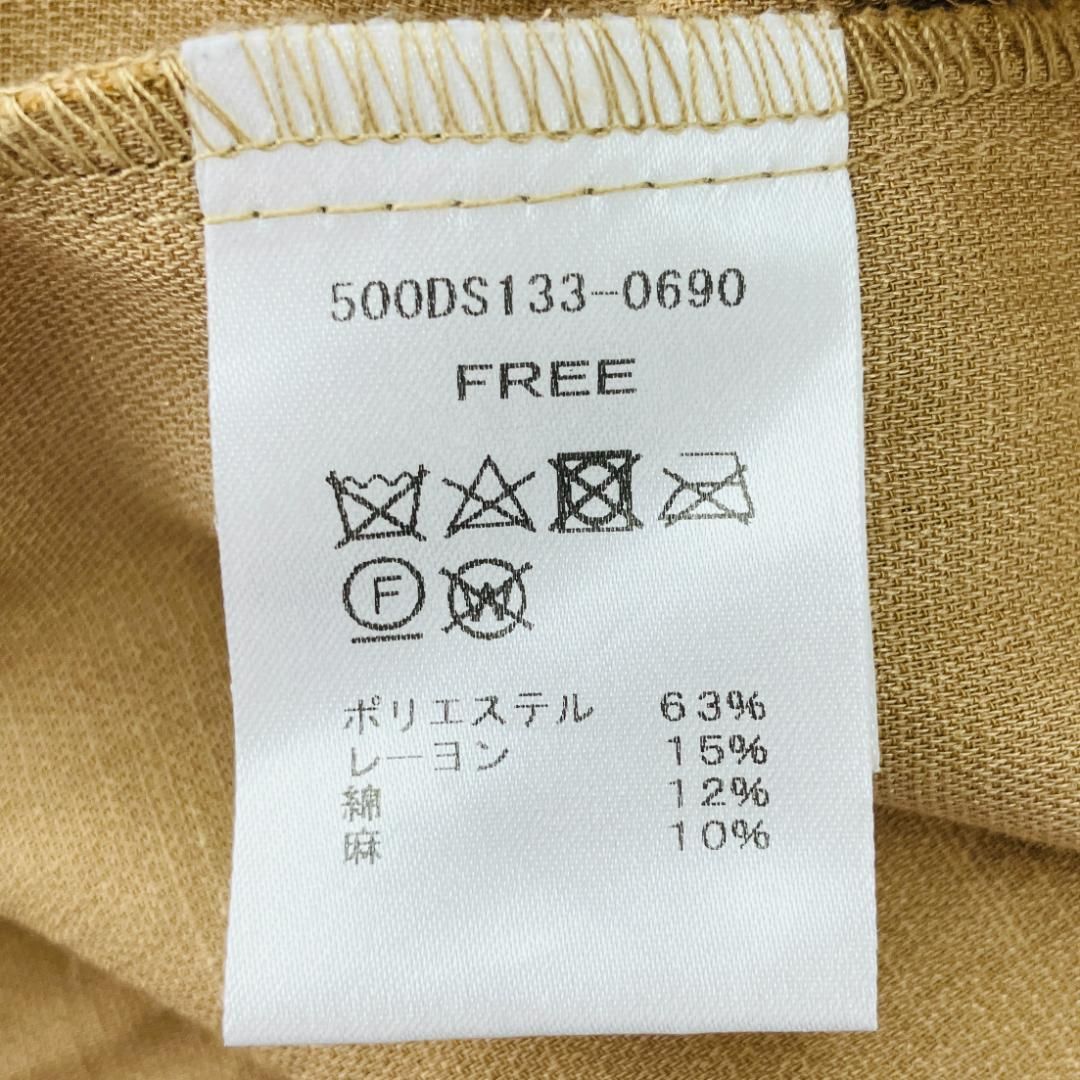 500DS133-0690
FREE
F W
ポリエステル 63%
レーヨン 15%
綿 12%
麻 10%